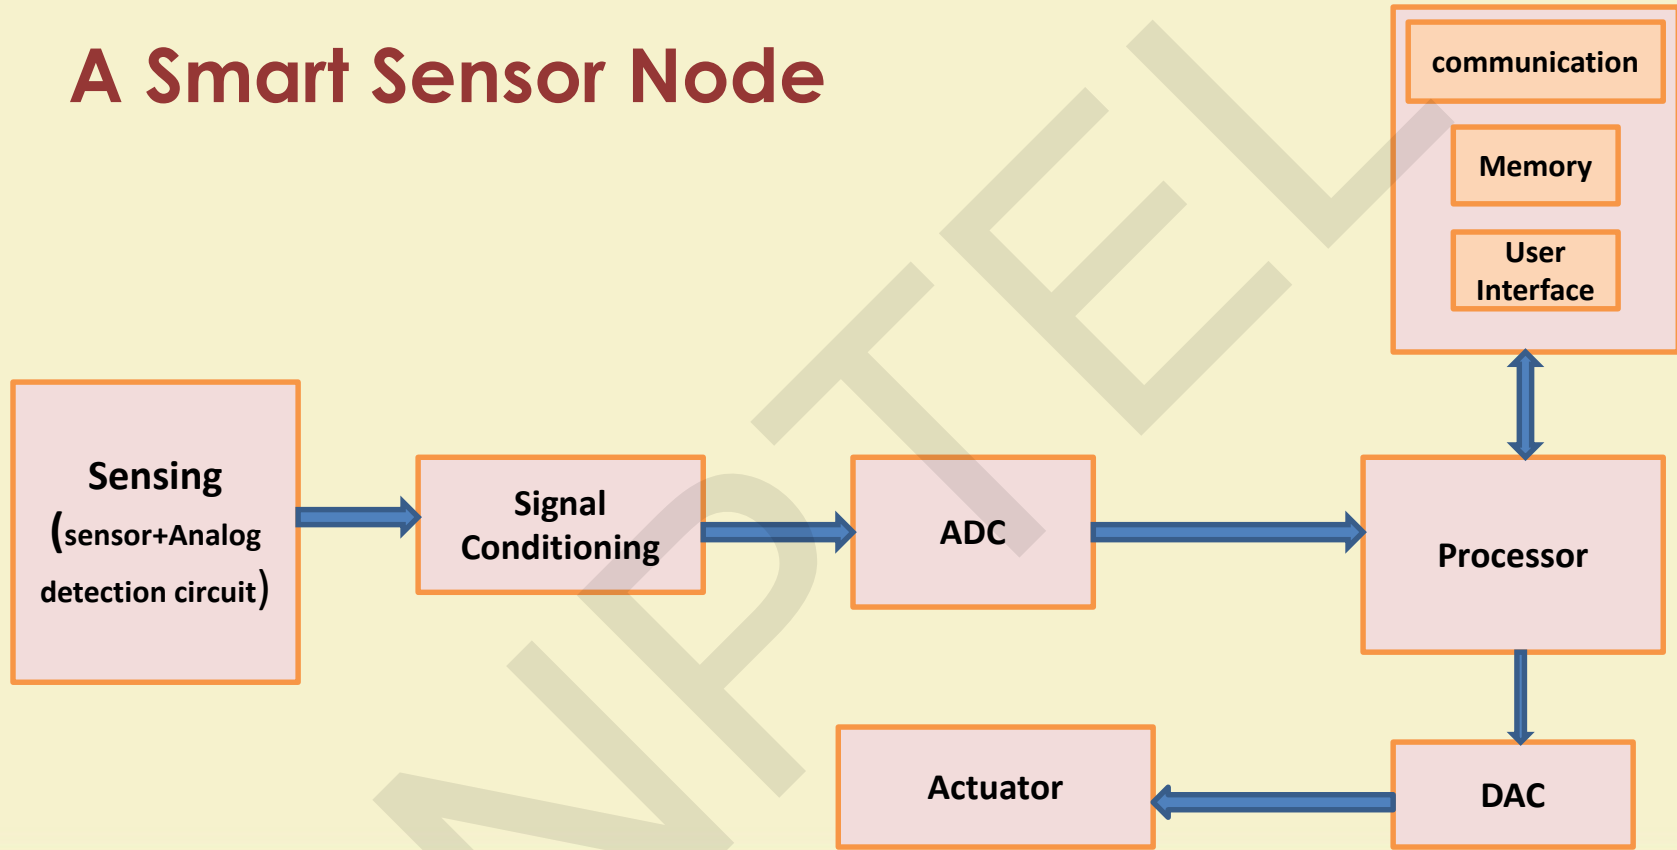 A Smart Sensor Node
communication
Memory
User
Interface
Sensing
(sensor+Analog
detection circuit)
Signal
Conditioning
ADC
Processor
Actuator
DAC
NPTEL